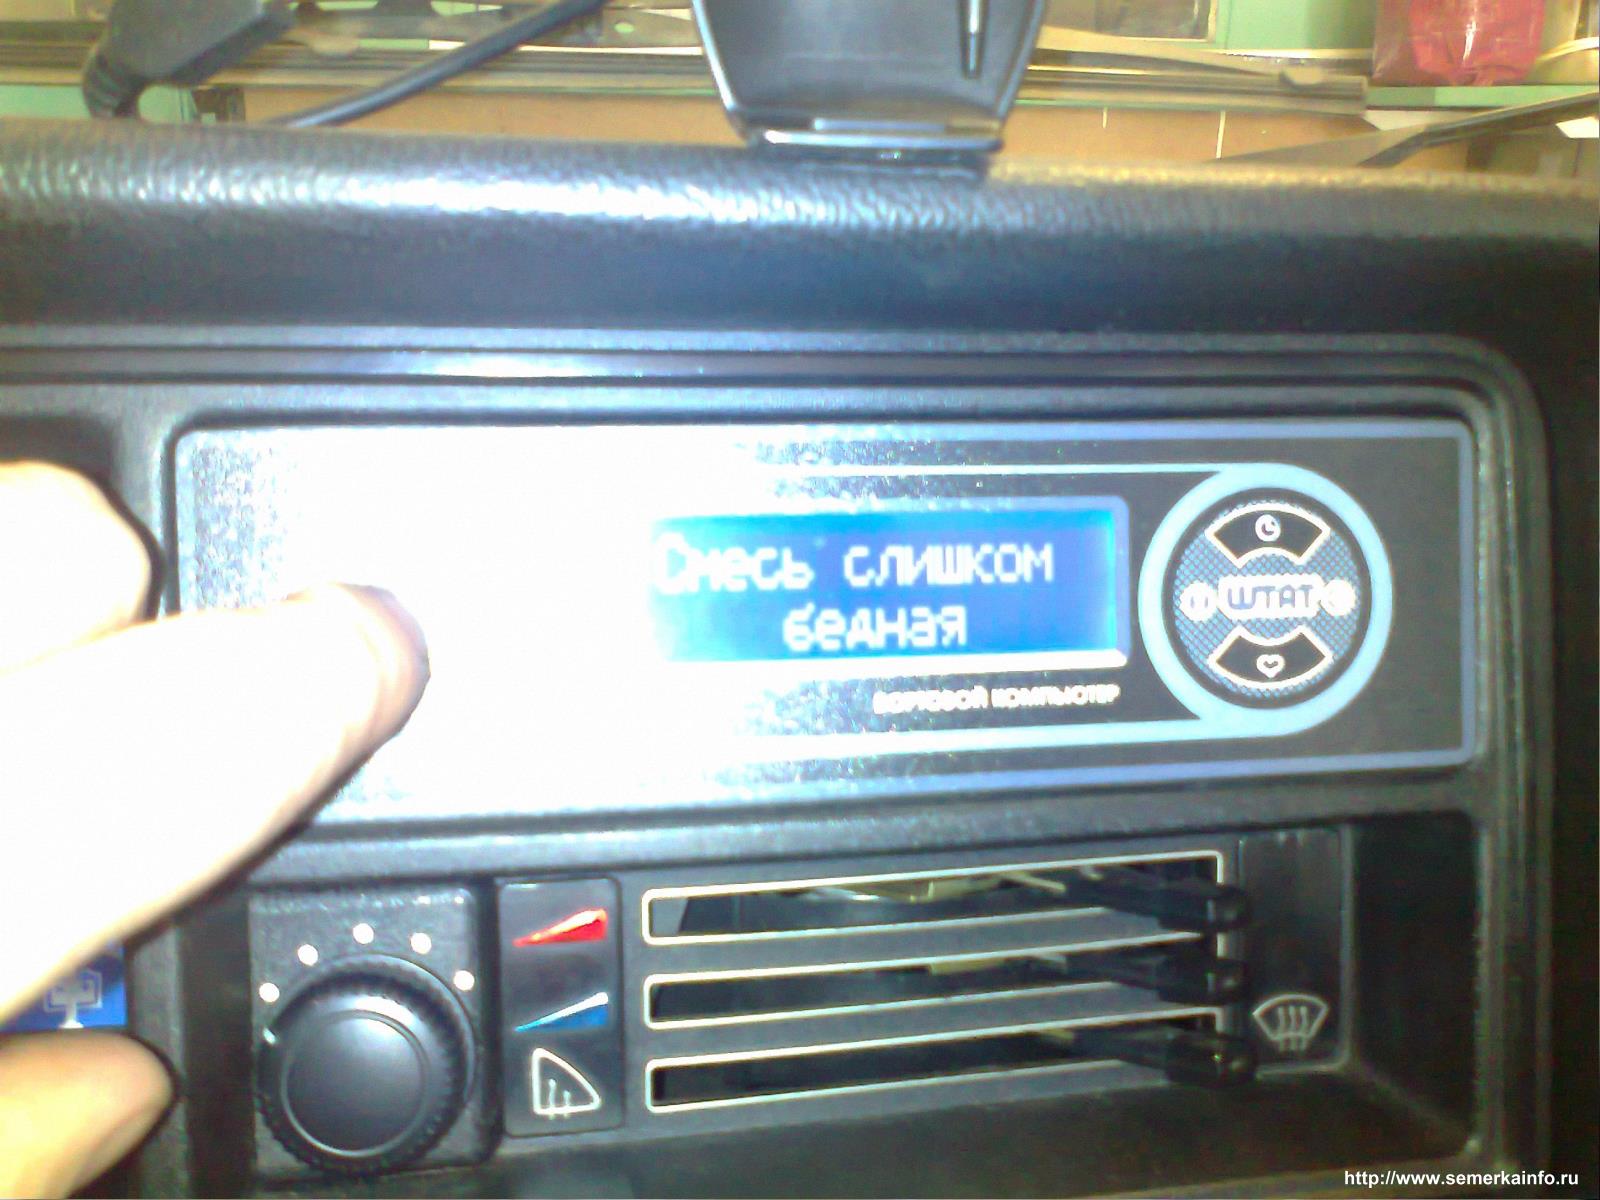 Смесь слишком
бедная
ШТАТ
БОРТОВОЙ КОМПЬЮТЕР
http://www.semerkainfo.ru